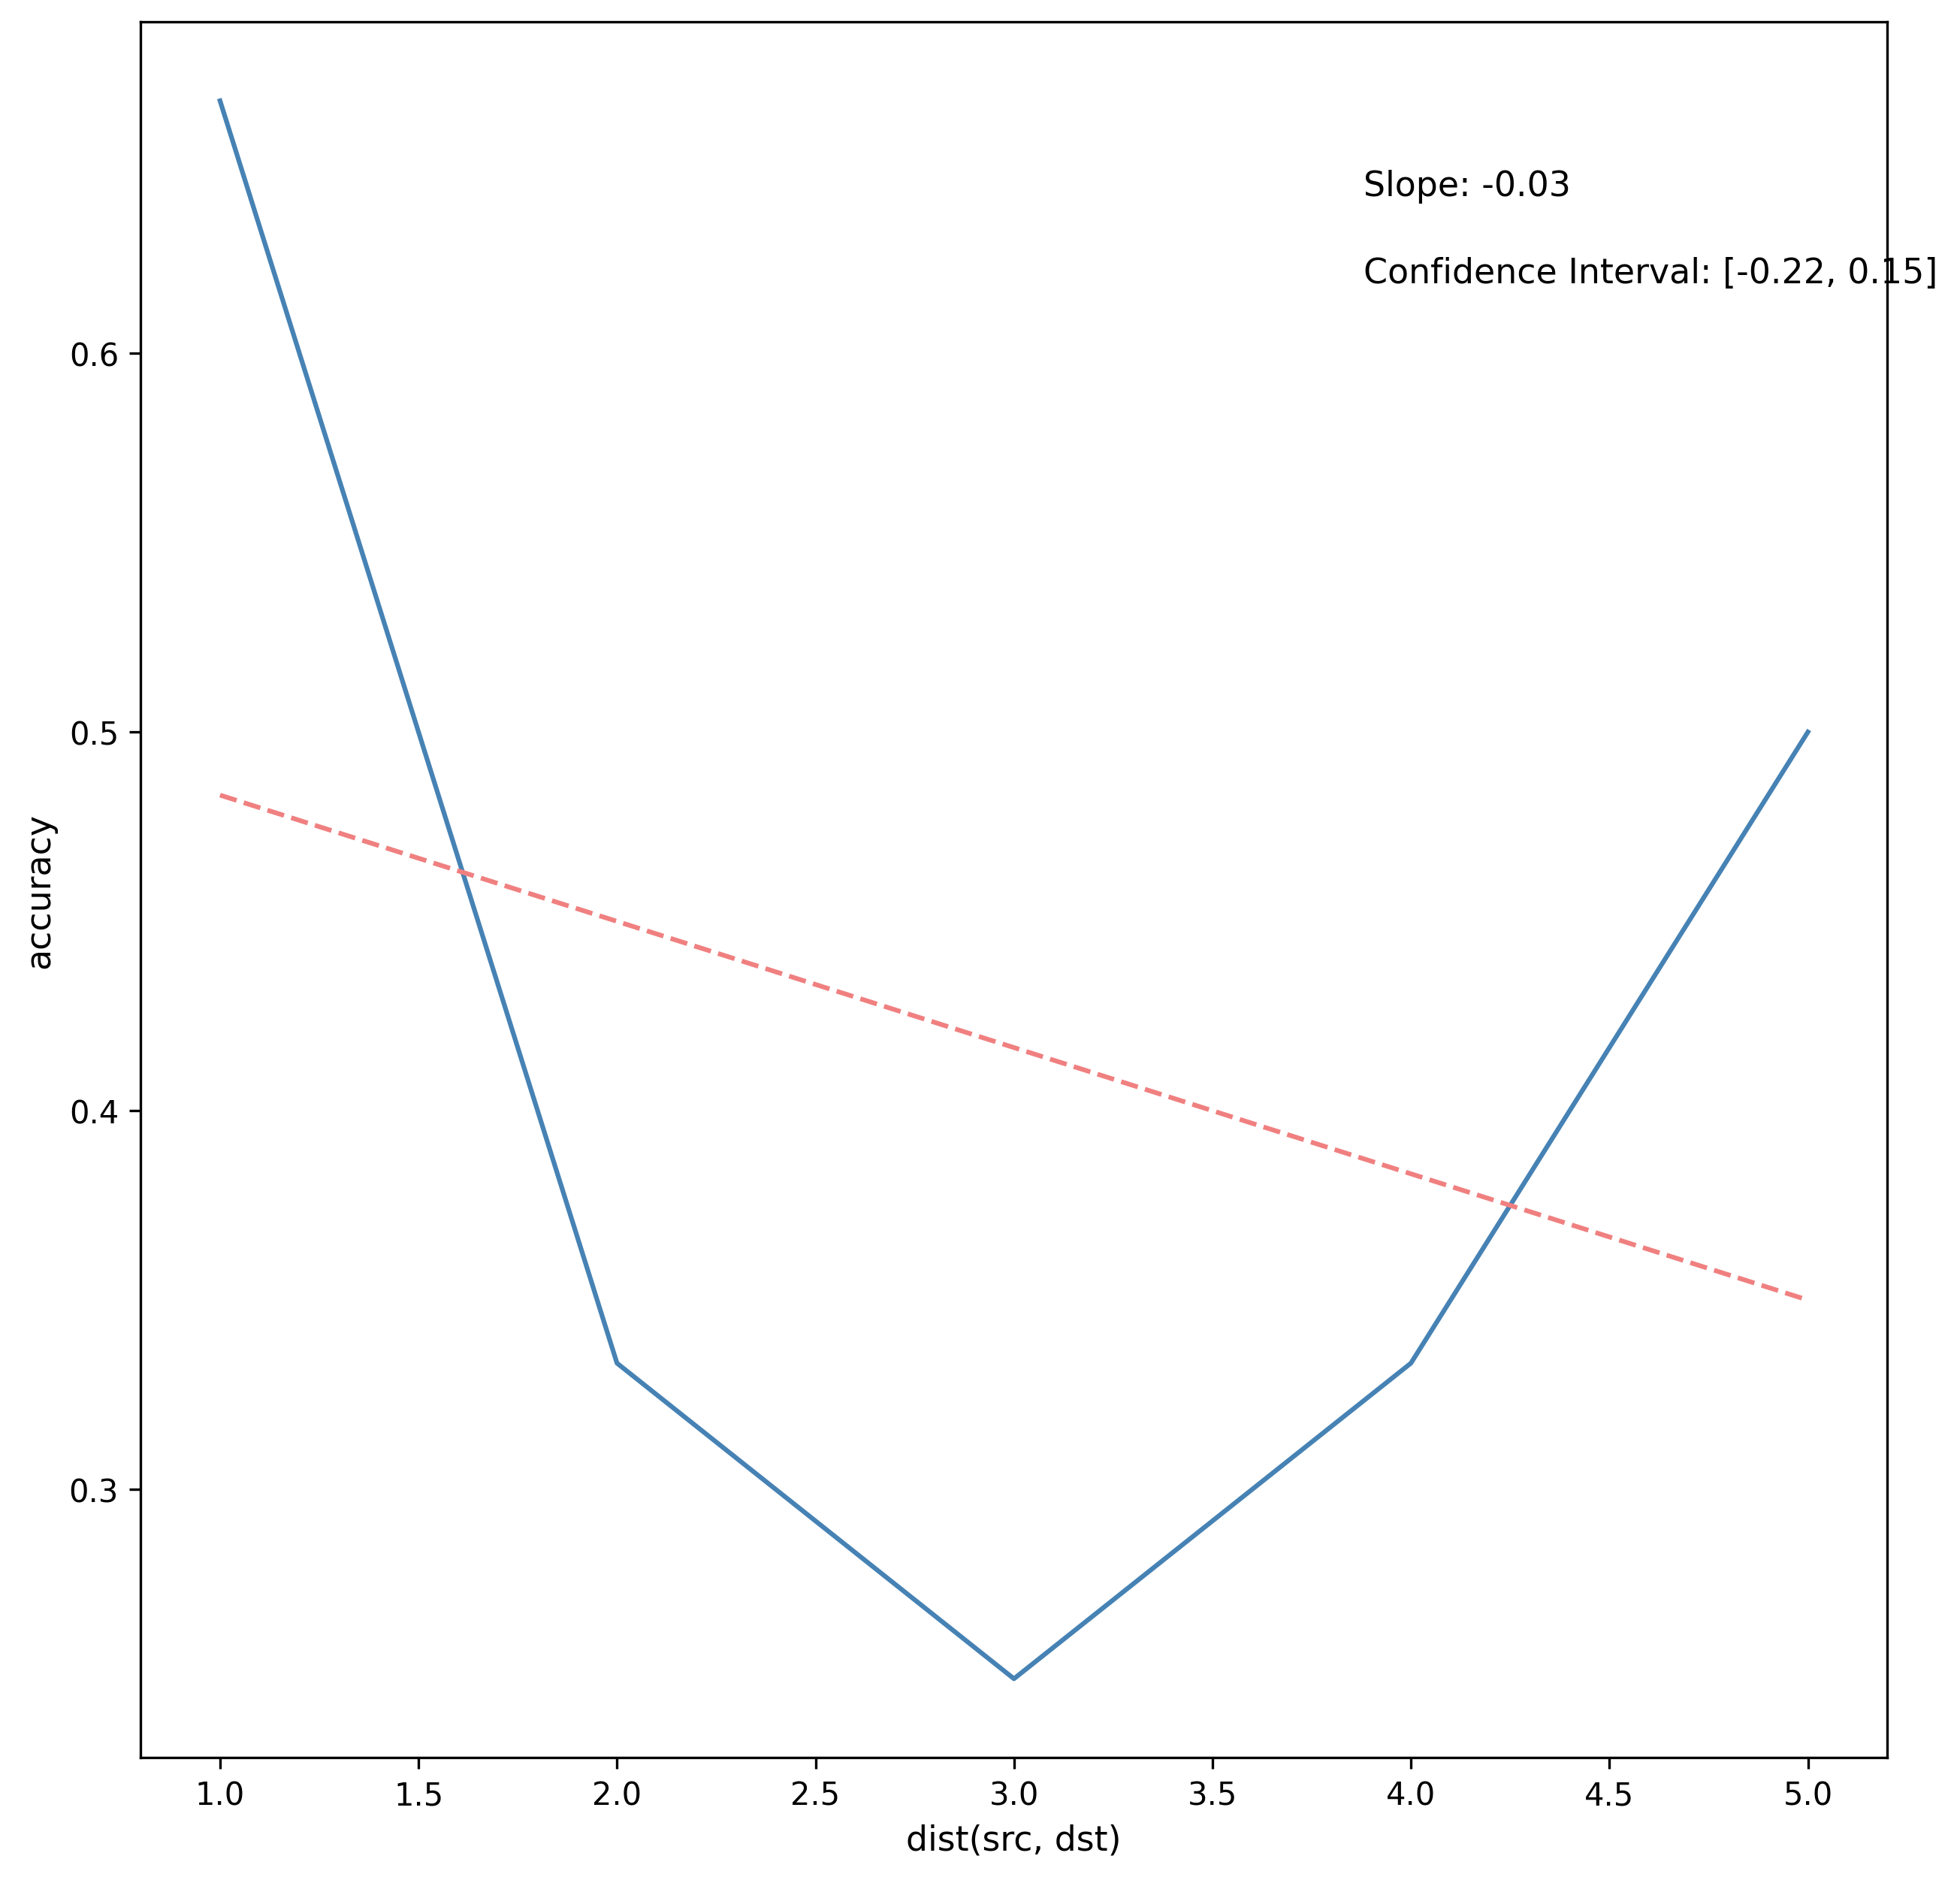 Slope: -0.03
Confidence Interval: [-0.22, 0.15]
0.6
0.5
0.4
0.3
accuracy
1.0 1.5 2.0 2.5 3.0 3.5 4.0 4.5 5.0
dist(src, dst)